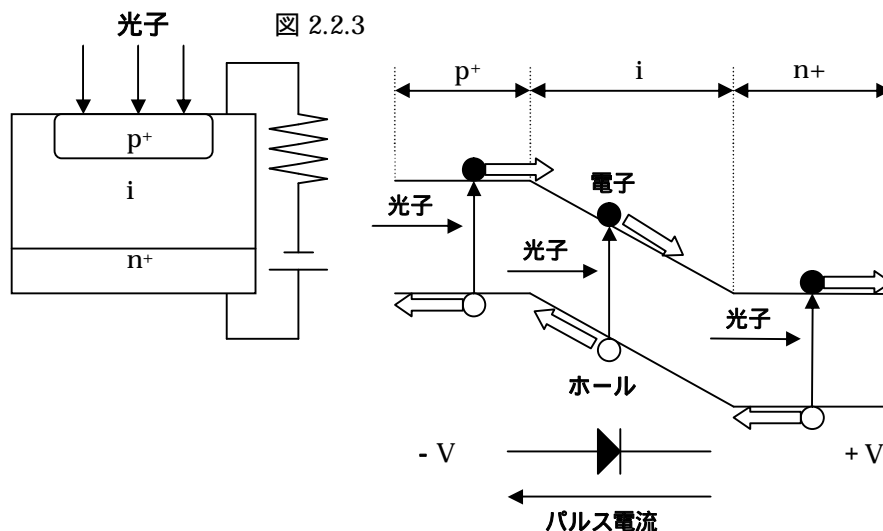 光子
図 2.2.3
p+
i
n+
p+
i
n+
電子
光子
光子
光子
ホール
- V
+ V
パルス電流